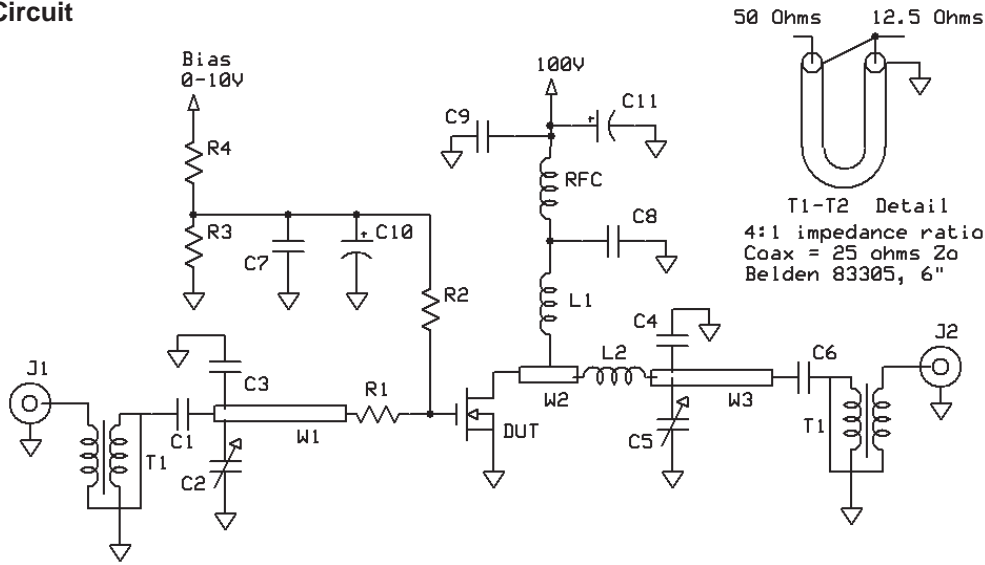 Circuit
50 Ohms
12.5 Ohms
Bias
0-10V
100V
C9
C11
R4
RFC
T1-T2 Detail
4:1 impedance ratio
Coax = 25 ohms Zo
Belden 83305, 6"
R3
C7
C10
C8
R2
L1
C4
J2
J1
L2
C6
C3
R1
W2
W3
C1
W1
DUT
C5
T1
T1
C2